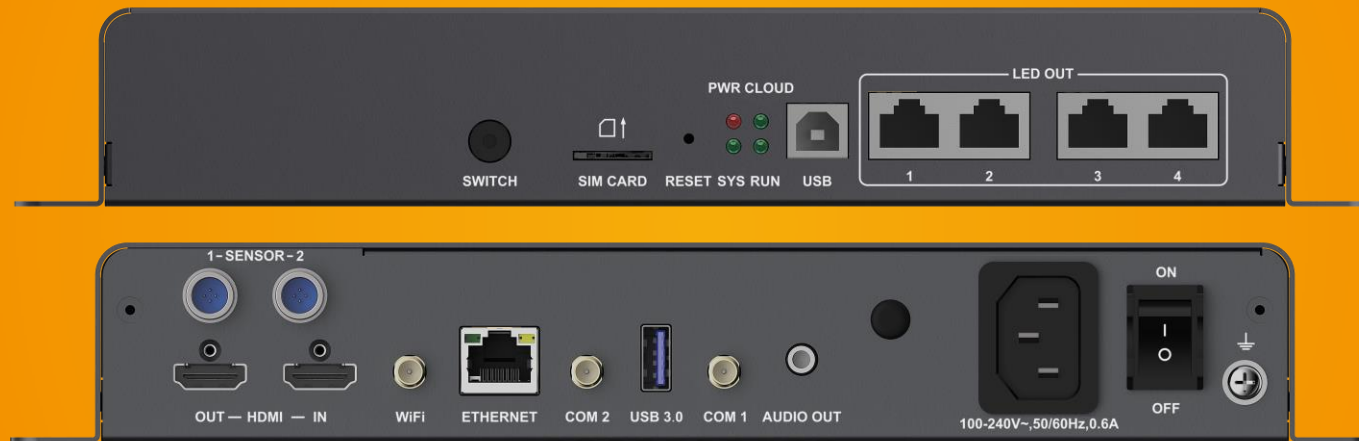 LED OUT
PWR CLOUD
SWITCH
SIM CARD
RESET SYS RUN
USB
1
2
3
4
1-SENSOR-2
ON
I
O
OFF
OUT — HDMI — IN
WiFi
ETHERNET
COM 2
USB 3.0
COM 1
AUDIO OUT
100-240V~,50/60Hz,0.6A